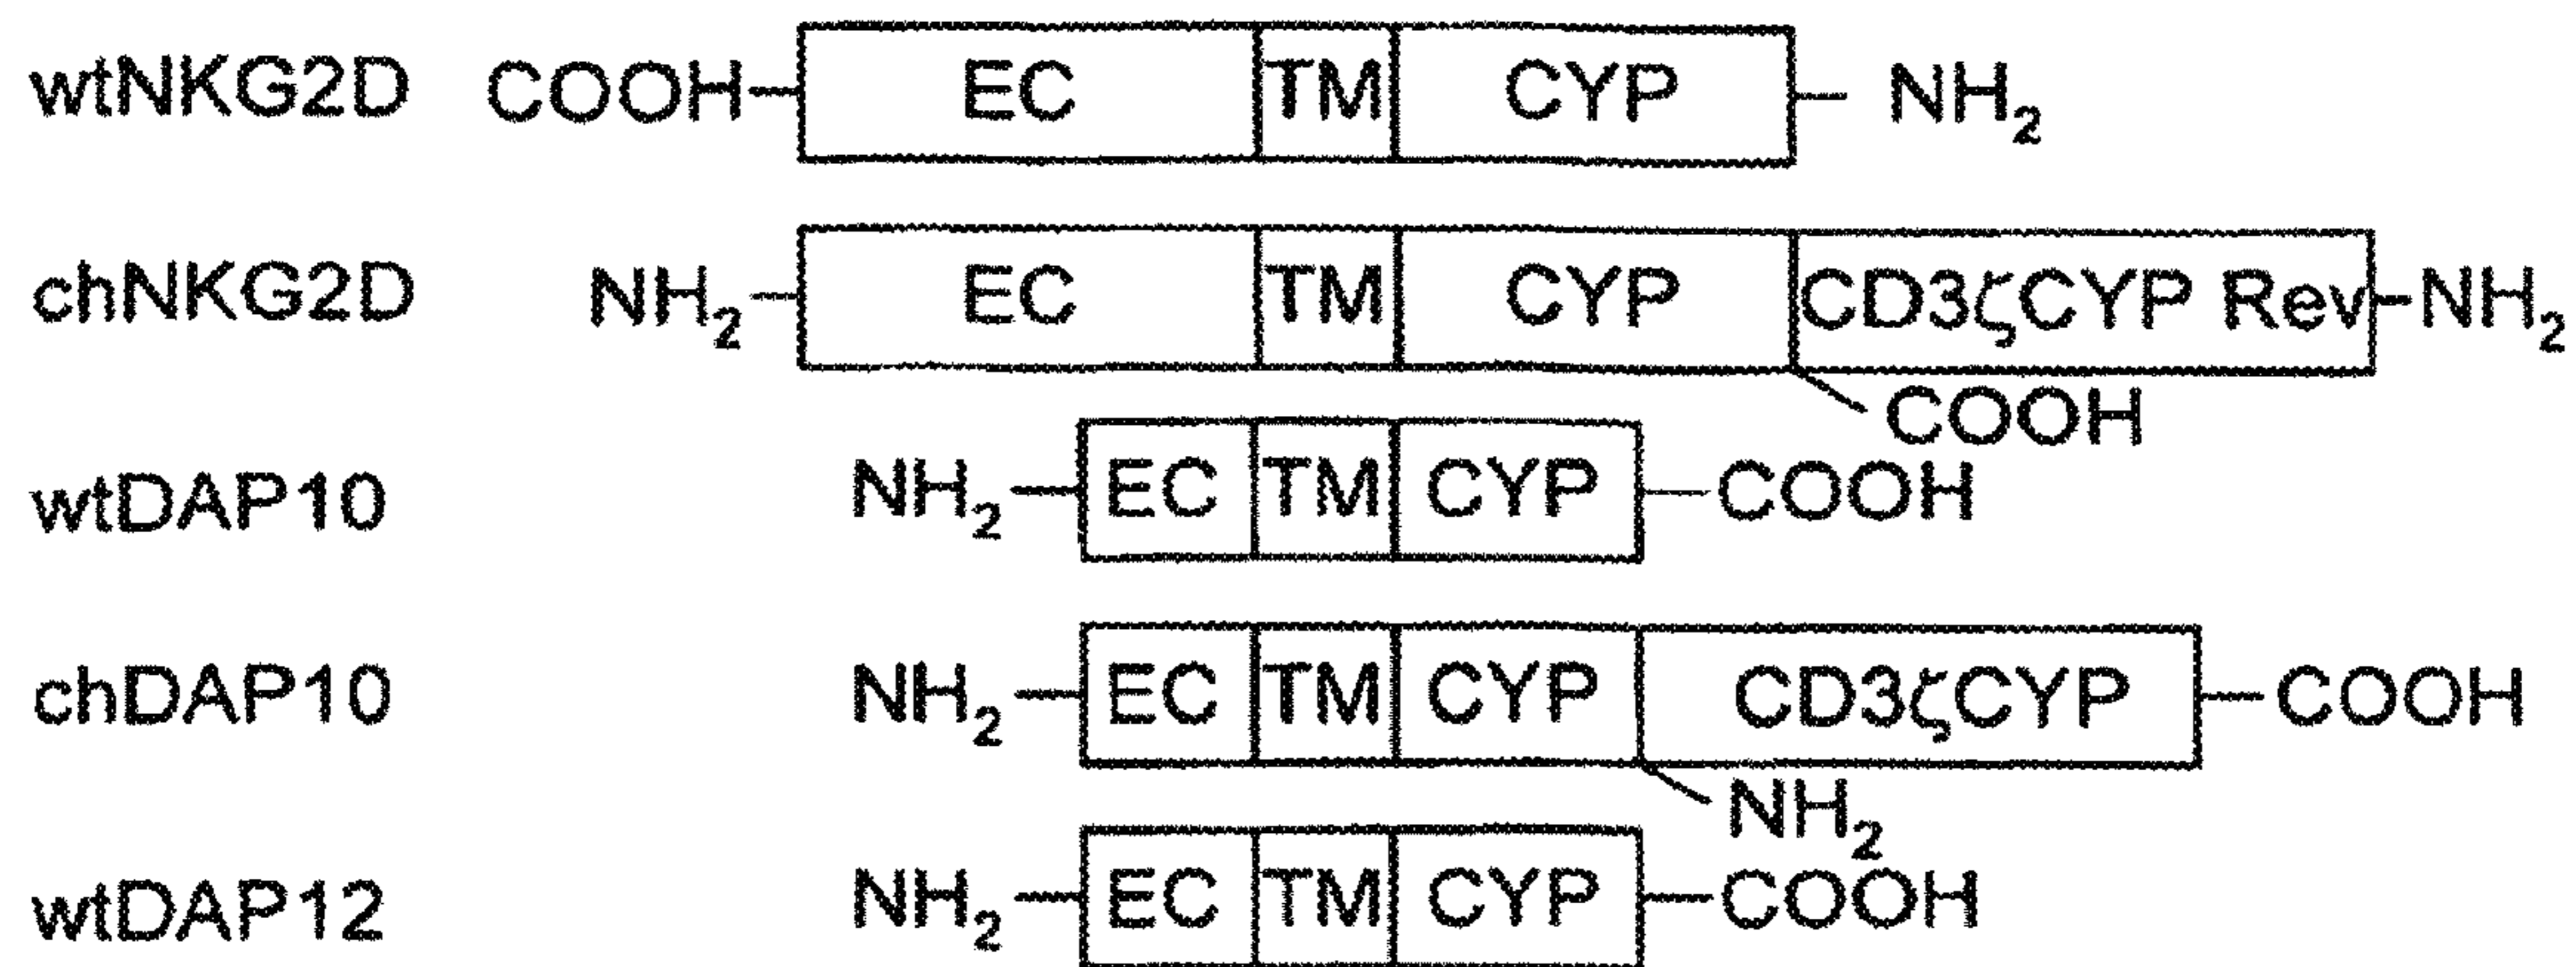 wtNKG2D COOH EC TM CYP NH₂
chNKG2D NH₂ EC TM CYP CD3ζCYP Rev NH₂
COOH
wtDAP10 NH₂ EC TM CYP COOH
chDAP10 NH₂ EC TM CYP CD3ζCYP COOH
NH₂
wtDAP12 NH₂ EC TM CYP COOH